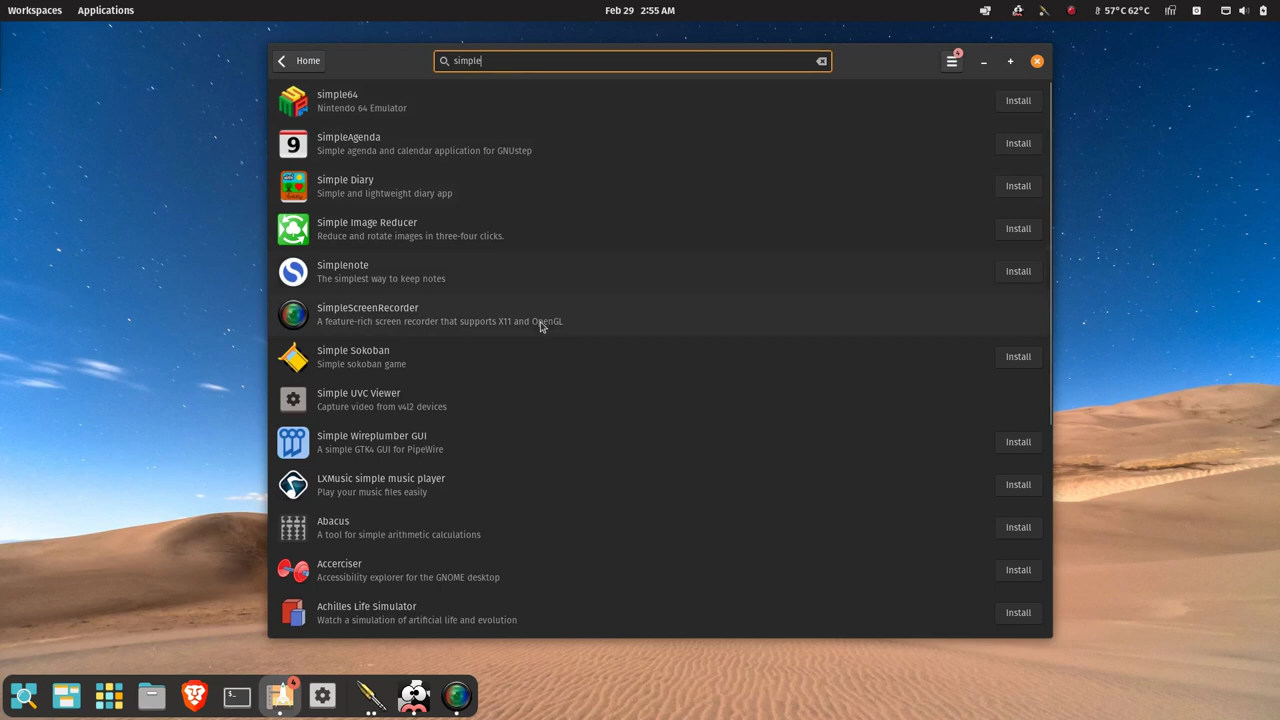 Workspaces Applications Feb 29 2:55 AM 57°C 62°C
Home simple 4
simple64
Nintendo 64 Emulator
Install
SimpleAgenda
Simple agenda and calendar application for GNUstep
Install
9
Simple Diary
Simple and lightweight diary app
Install
Simple Image Reducer
Reduce and rotate images in three-four clicks.
Install
Simplenote
The simplest way to keep notes
Install
SimpleScreenRecorder
A feature-rich screen recorder that supports X11 and OpenGL
Simple Sokoban
Simple sokoban game
Install
Simple UVC Viewer
Capture video from v4l2 devices
Simple Wireplumber GUI
A simple GTK4 GUI for PipeWire
Install
LXMusic simple music player
Play your music files easily
Install
Abacus
A tool for simple arithmetic calculations
Install
Accerciser
Accessibility explorer for the GNOME desktop
Install
Achilles Life Simulator
Watch a simulation of artificial life and evolution
Install
4